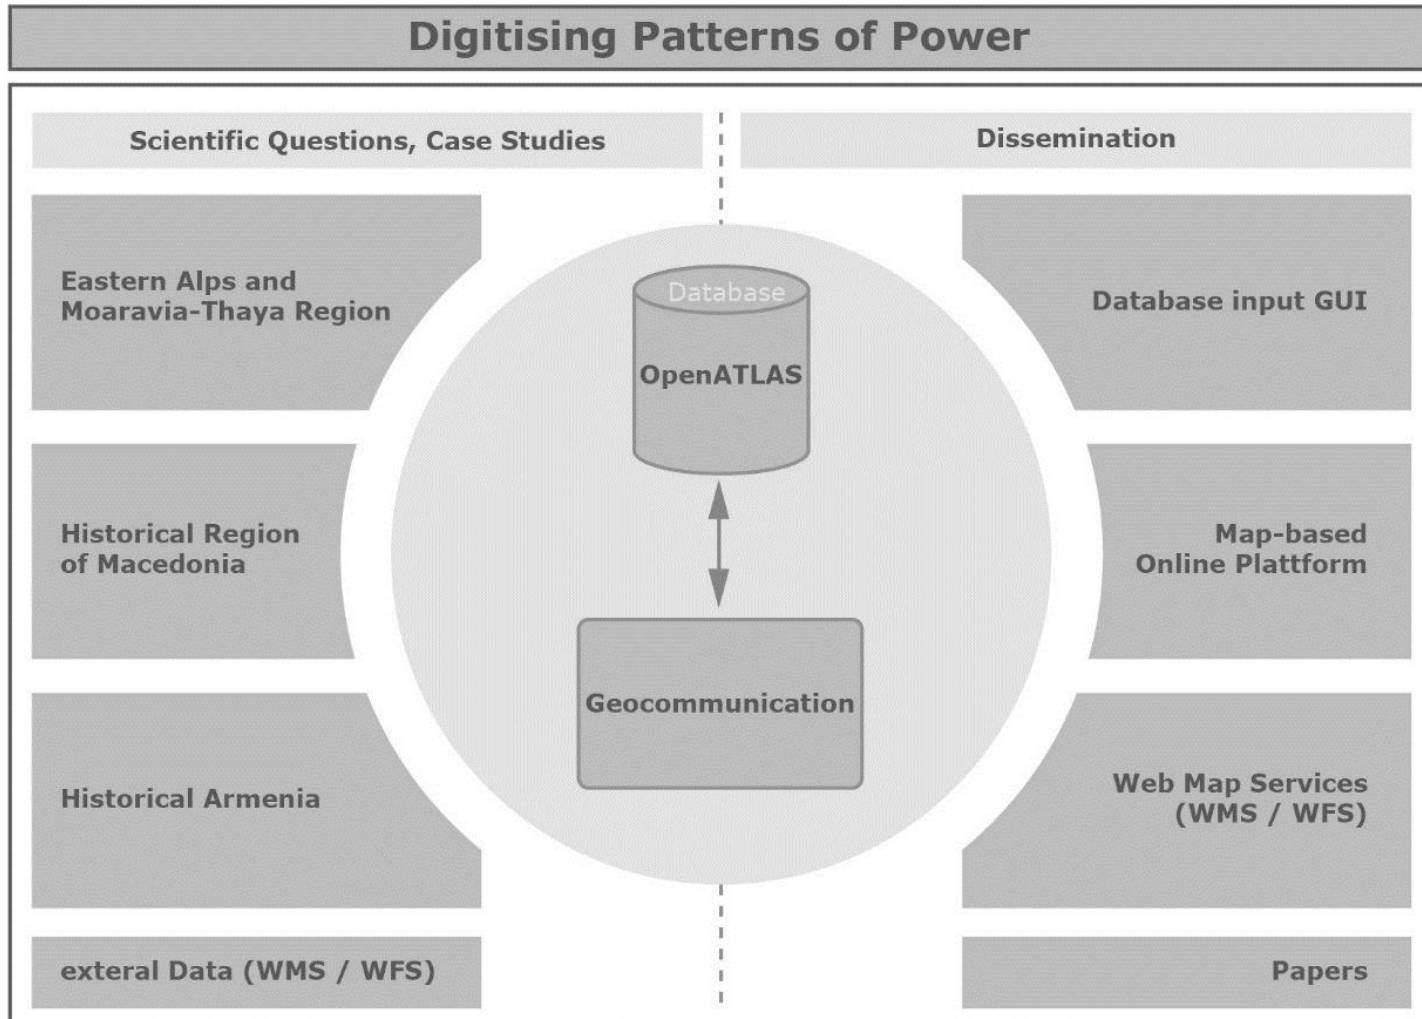 Digitising Patterns of Power
Scientific Questions, Case Studies
Dissemination
Eastern Alps and
Moaravia-Thaya Region
Historical Region
of Macedonia
Historical Armenia
exteral Data (WMS / WFS)
Database
OpenATLAS
Geocommunication
Database input GUI
Map-based
Online Plattform
Web Map Services
(WMS / WFS)
Papers